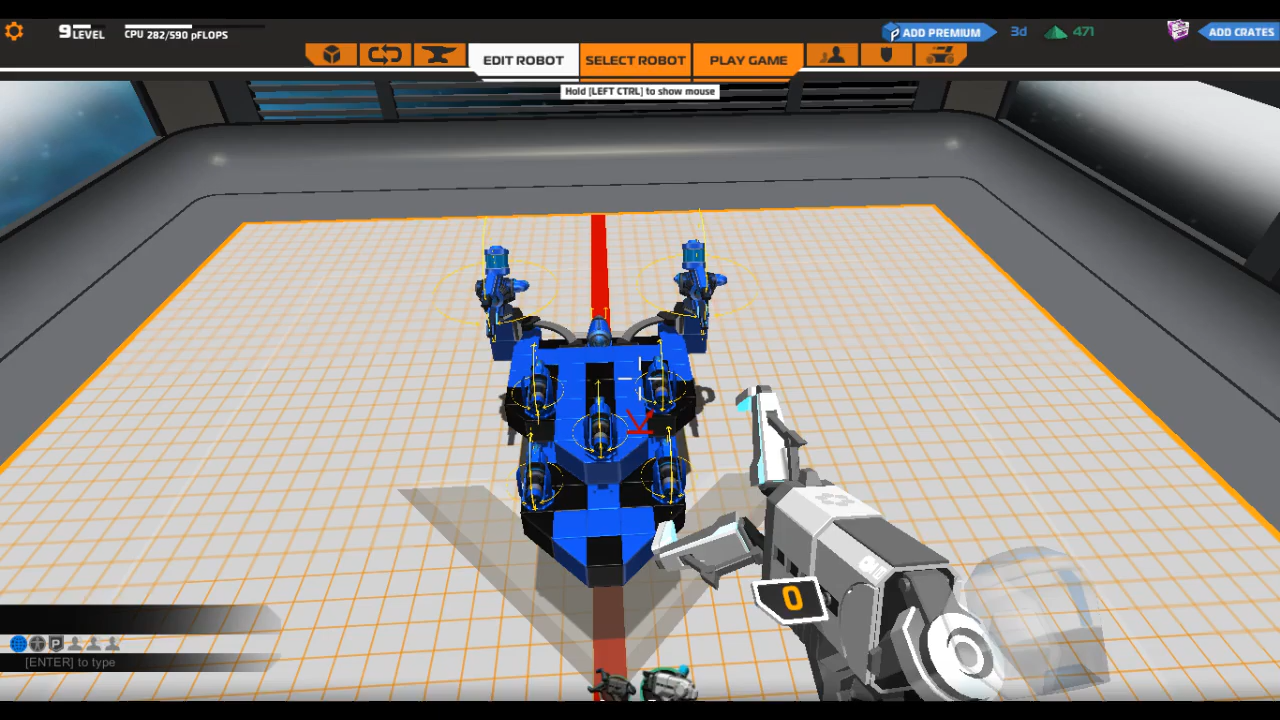 9 LEVEL
CPU 282/590 pFLOPS
ADD PREMIUM
3d
471
ADD CRATES
EDIT ROBOT
SELECT ROBOT
PLAY GAME
Hold [LEFT CTRL] to show mouse
0
P
[ENTER] to type